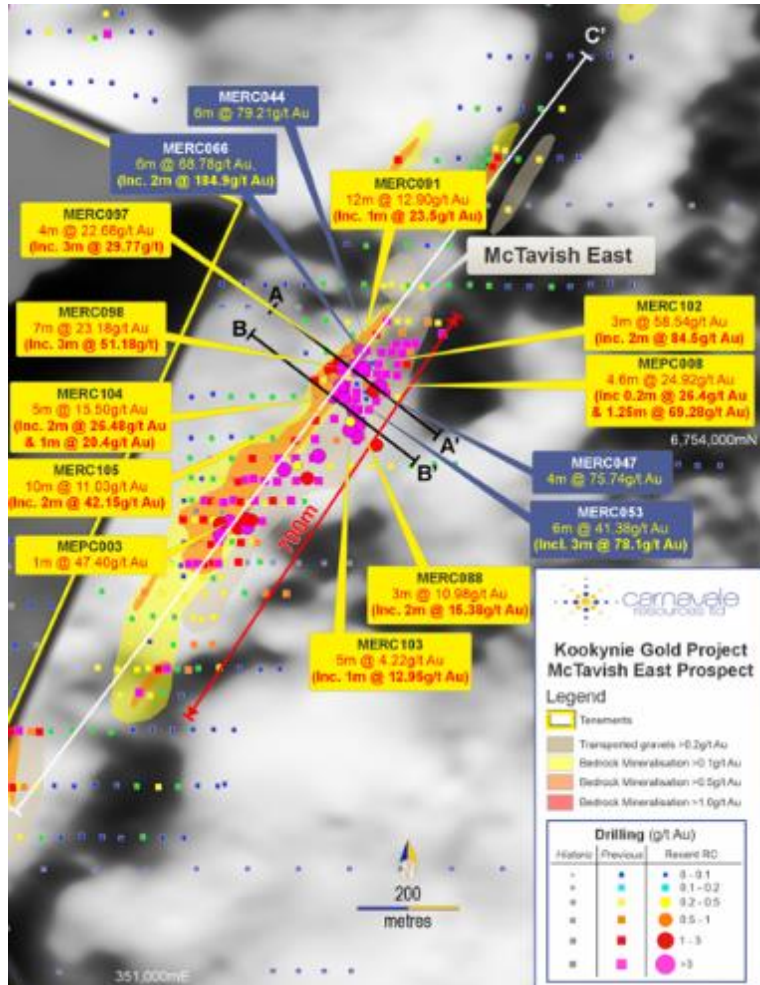 C'
MERC044
6m @ 79.21g/t Au
MERC066
6m @ 68.78g/t Au,
(Inc. 2m @ 184.9g/t Au)
MERC091
12m @ 12.90g/t Au
(Inc. 1m @ 23.5g/t Au)
MERC097
4m @ 22.68g/t Au
(Inc. 3m @ 29.77g/t)
McTavish East
A
B
MERC098
7m @ 23.18g/t Au
(Inc. 3m @ 51.18g/t)
MERC102
3m @ 58.54g/t Au
(Inc. 2m @ 84.5g/t Au)
MEPC008
4.6m @ 24.92g/t Au
(Inc 0.2m @ 26.4g/t Au
& 1.25m @ 69.28g/t Au)
MERC104
5m @ 15.50g/t Au
(Inc. 2m @ 26.48g/t Au
& 1m @ 20.4g/t Au)
A'
B'
6,754,000mN
MERC105
10m @ 11.03g/t Au
(Inc. 2m @ 42.15g/t Au)
MERC047
4m @ 75.74g/t Au
MERC053
6m @ 41.38g/t Au
(Incl. 3m @ 78.1g/t Au)
700m
MEPC003
1m @ 47.40g/t Au
MERC088
3m @ 10.98g/t Au
(Inc. 2m @ 15.38g/t Au)
MERC103
5m @ 4.22g/t Au
(Inc. 1m @ 12.95g/t Au)
carnavale
resources ltd
Kookynie Gold Project
McTavish East Prospect
Legend
Tenements
Transported gravels >0.2g/t Au
Bedrock Mineralisation >0.1g/t Au
Bedrock Mineralisation >0.5g/t Au
Bedrock Mineralisation >1.0g/t Au
Drilling (g/t Au)
Historic Previous Recent RC
0 - 0.1
0.1 - 0.2
0.2 - 0.5
0.5 - 1
1 - 3
>3
200
metres
351,000mE